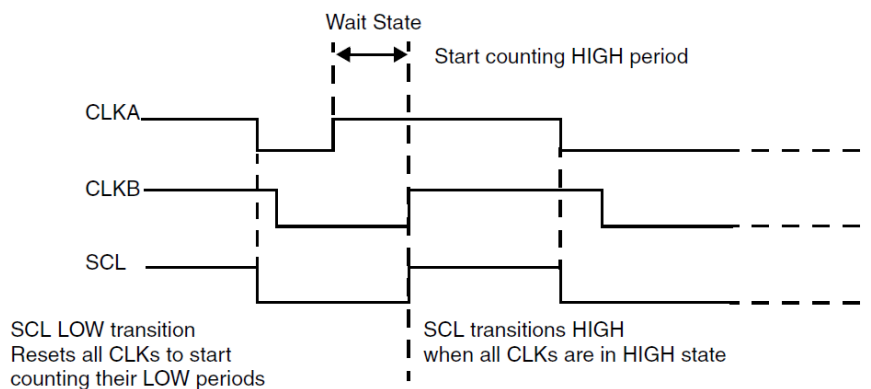 Wait State
Start counting HIGH period
CLKA
CLKB
SCL
SCL LOW transition
Resets all CLKs to start
counting their LOW periods
SCL transitions HIGH
when all CLKs are in HIGH state